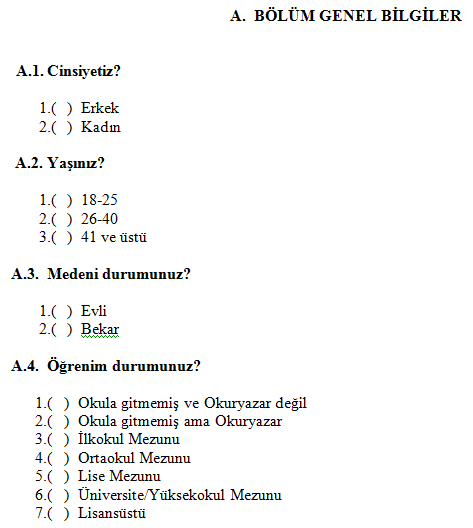 A. BÖLÜM GENEL BİLGİLER
A.1. Cinsiyetiz?
1.( ) Erkek
2.( ) Kadın
A.2. Yaşınız?
1.( ) 18-25
2.( ) 26-40
3.( ) 41 ve üstü
A.3. Medeni durumunuz?
1.( ) Evli
2.( ) Bekar
A.4. Öğrenim durumunuz?
1.( ) Okula gitmemiş ve Okuryazar değil
2.( ) Okula gitmemiş ama Okuryazar
3.( ) İlkokul Mezunu
4.( ) Ortaokul Mezunu
5.( ) Lise Mezunu
6.( ) Üniversite/Yüksekokul Mezunu
7.( ) Lisansüstü